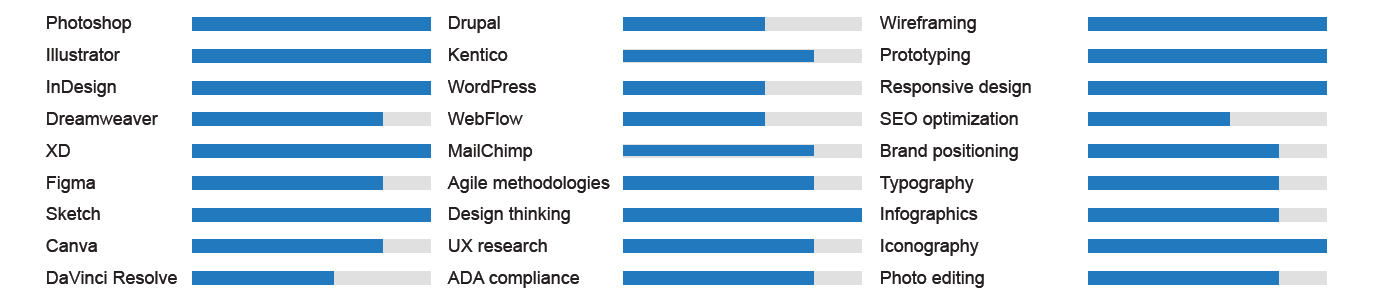 Photoshop
Illustrator
InDesign
Dreamweaver
XD
Figma
Sketch
Canva
DaVinci Resolve
Drupal
Kentico
WordPress
WebFlow
MailChimp
Agile methodologies
Design thinking
UX research
ADA compliance
Wireframing
Prototyping
Responsive design
SEO optimization
Brand positioning
Typography
Infographics
Iconography
Photo editing